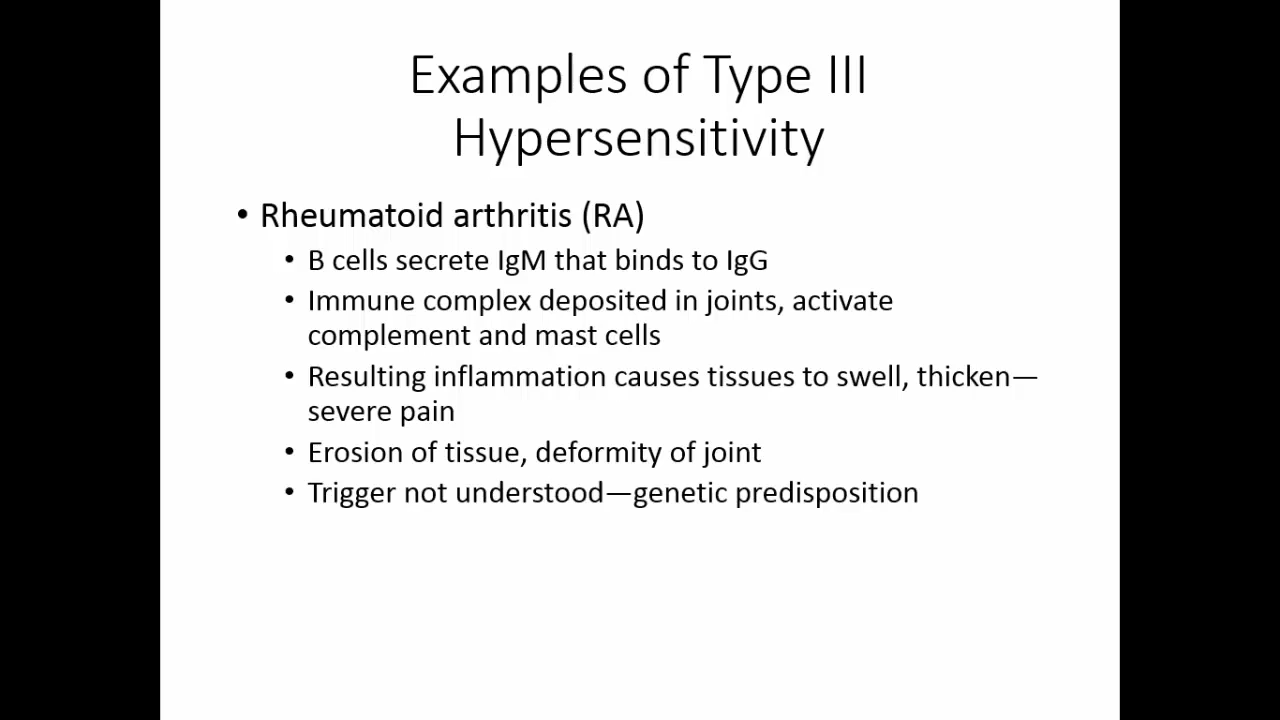 Examples of Type III
Hypersensitivity
• Rheumatoid arthritis (RA)
• B cells secrete IgM that binds to IgG
• Immune complex deposited in joints, activate
complement and mast cells
• Resulting inflammation causes tissues to swell, thicken—
severe pain
• Erosion of tissue, deformity of joint
• Trigger not understood—genetic predisposition